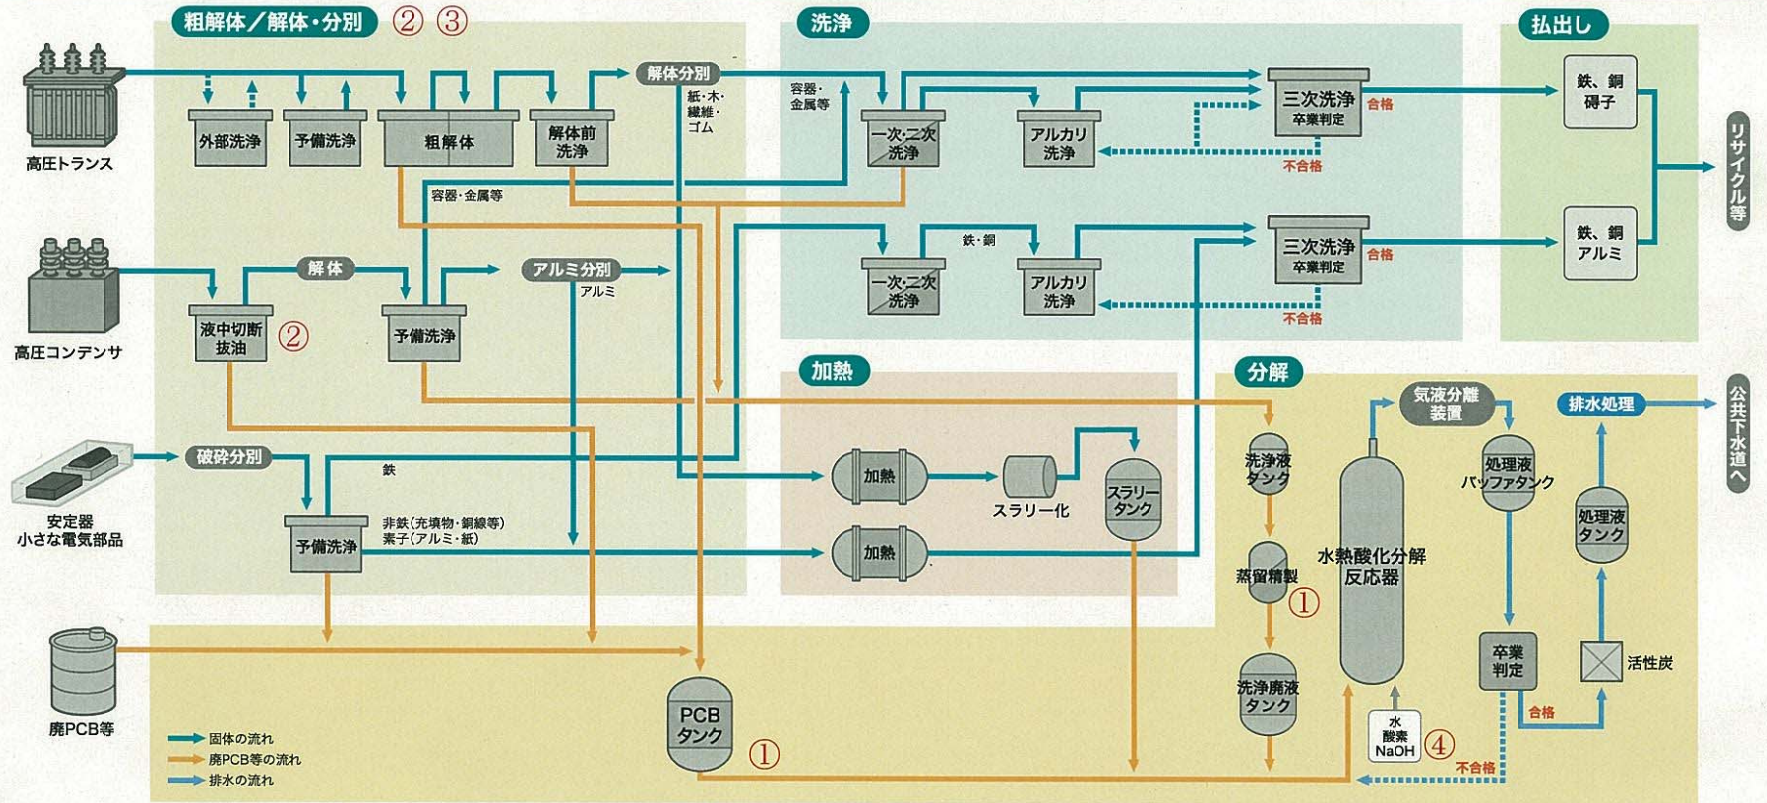 粗解体／解体・分別
② ③
洗浄
払出し
高圧トランス
外部洗浄
予備洗浄
粗解体
解体前
洗浄
解体分別
紙・木・
繊維・
ゴム
容器・
金属等
一次・二次
洗浄
アルカリ
洗浄
三次洗浄
卒業判定
合格
不合格
鉄、銅
碍子
リサイクル等
容器・金属等
高圧コンデンサ
液中切断
抜油
②
解体
予備洗浄
アルミ分別
アルミ
一次・二次
洗浄
鉄・銅
アルカリ
洗浄
三次洗浄
卒業判定
合格
不合格
鉄、銅
アルミ
加熱
分解
安定器
小さな電気部品
破砕分別
鉄
予備洗浄
非鉄(充填物・銅線等)
素子(アルミ・紙)
加熱
スラリー化
スラリー
タンク
加熱
洗浄液
タンク
蒸留精製
①
洗浄廃液
タンク
水熱酸化分解
反応器
気液分離
装置
処理液
バッファタンク
排水処理
公共下水道へ
処理液
タンク
卒業
判定
合格
不合格
活性炭
水
酸素
NaOH
④
廃PCB等
PCB
タンク
①
固体の流れ
廃PCB等の流れ
排水の流れ